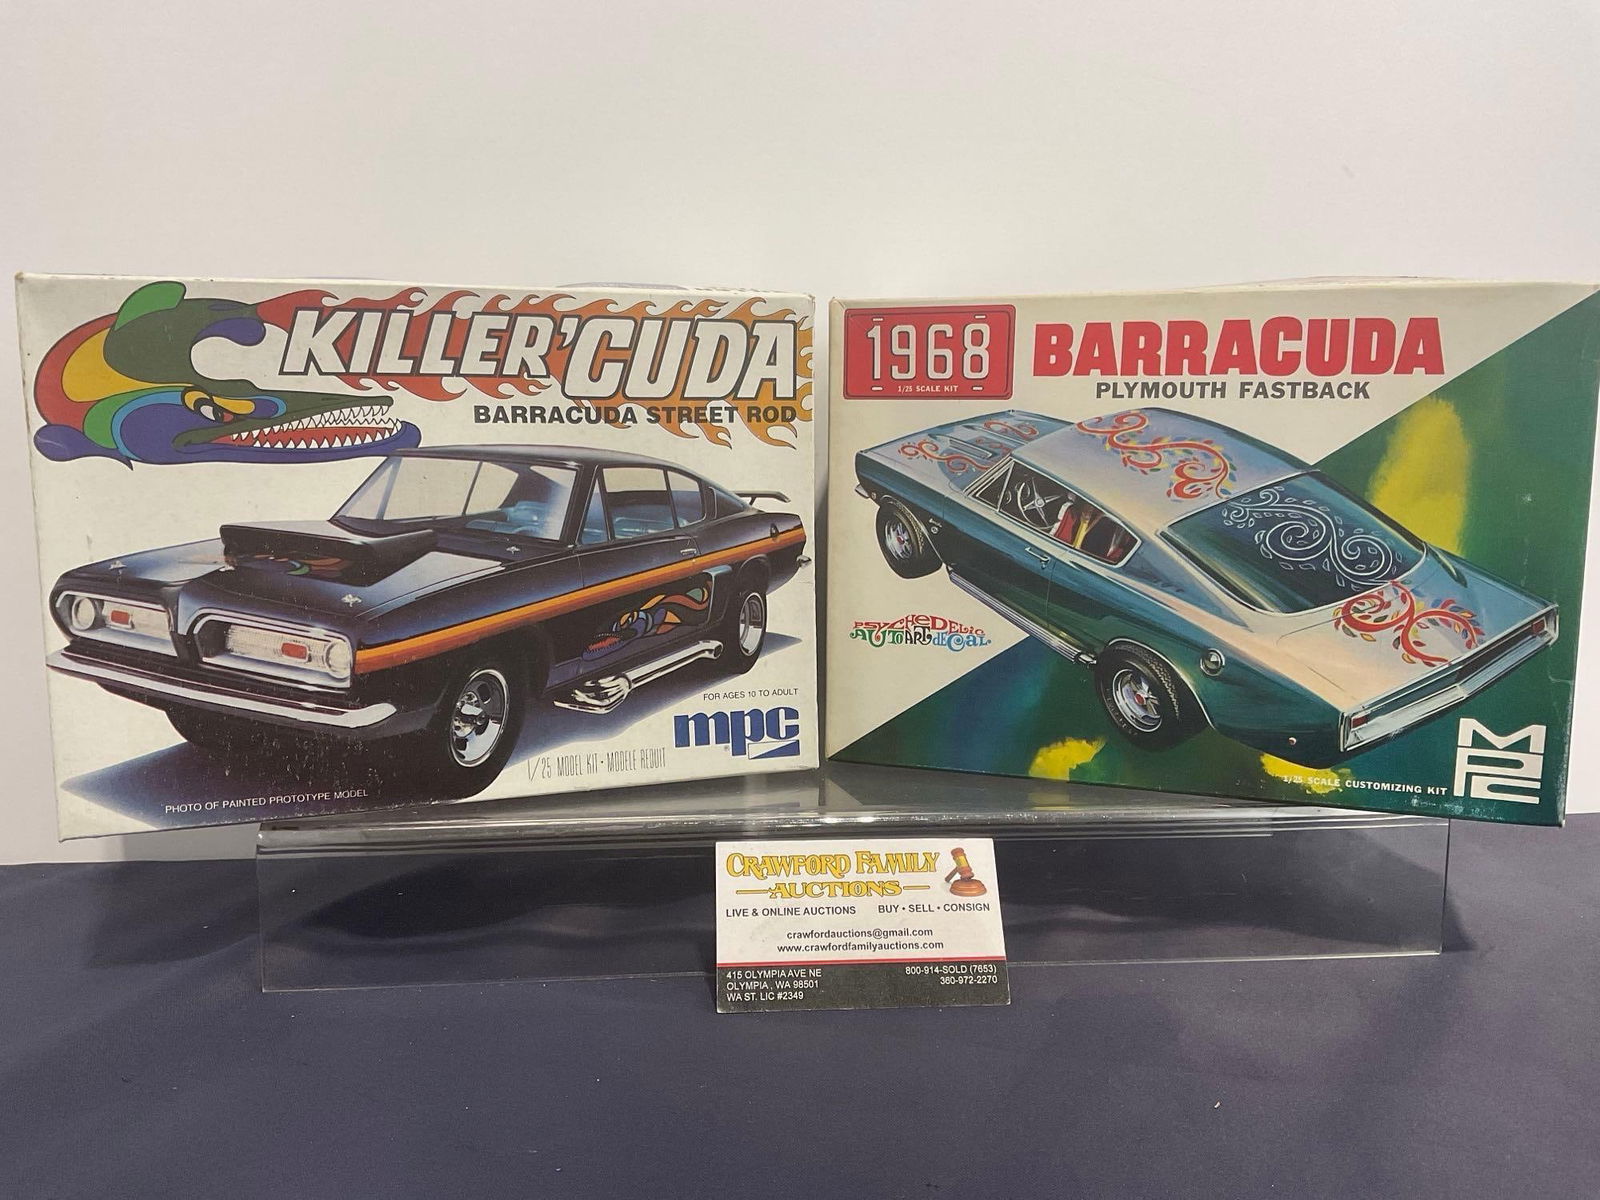 KILLER 'CUDA
BARRACUDA STREET ROD
FOR AGES 10 TO ADULT
mpc
1/25 MODEL KIT • MODELE REDUIT
PHOTO OF PAINTED PROTOTYPE MODEL
1968
1/25 SCALE KIT
BARRACUDA
PLYMOUTH FASTBACK
PSYCHEDELIC
AUTO ART DECAL
1/25 SCALE CUSTOMIZING KIT
MPC
CRAWFORD FAMILY
AUCTIONS
LIVE & ONLINE AUCTIONS BUY • SELL • CONSIGN
crawfordauctions@gmail.com
www.crawfordfamilyauctions.com
415 OLYMPIA AVE NE 800-914-SOLD (7653)
OLYMPIA, WA 98501 360-972-2270
WA ST. LIC #2349